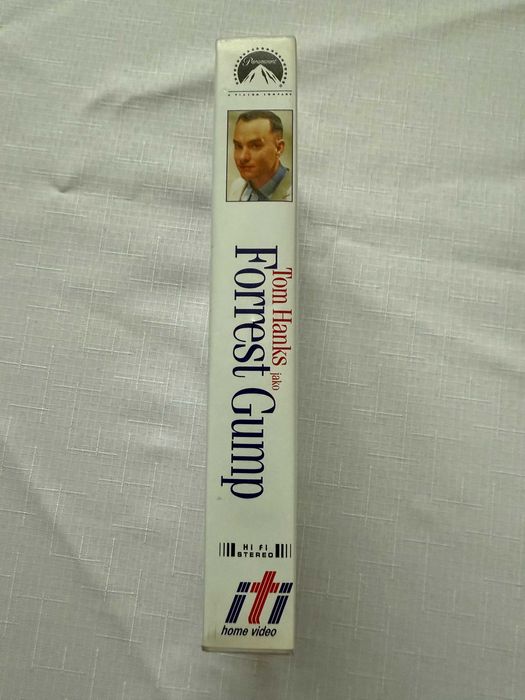 Paramount
A VIACOM COMPANY
Tom Hanks jako
Forrest Gump
HI FI
STEREO
iti
home video